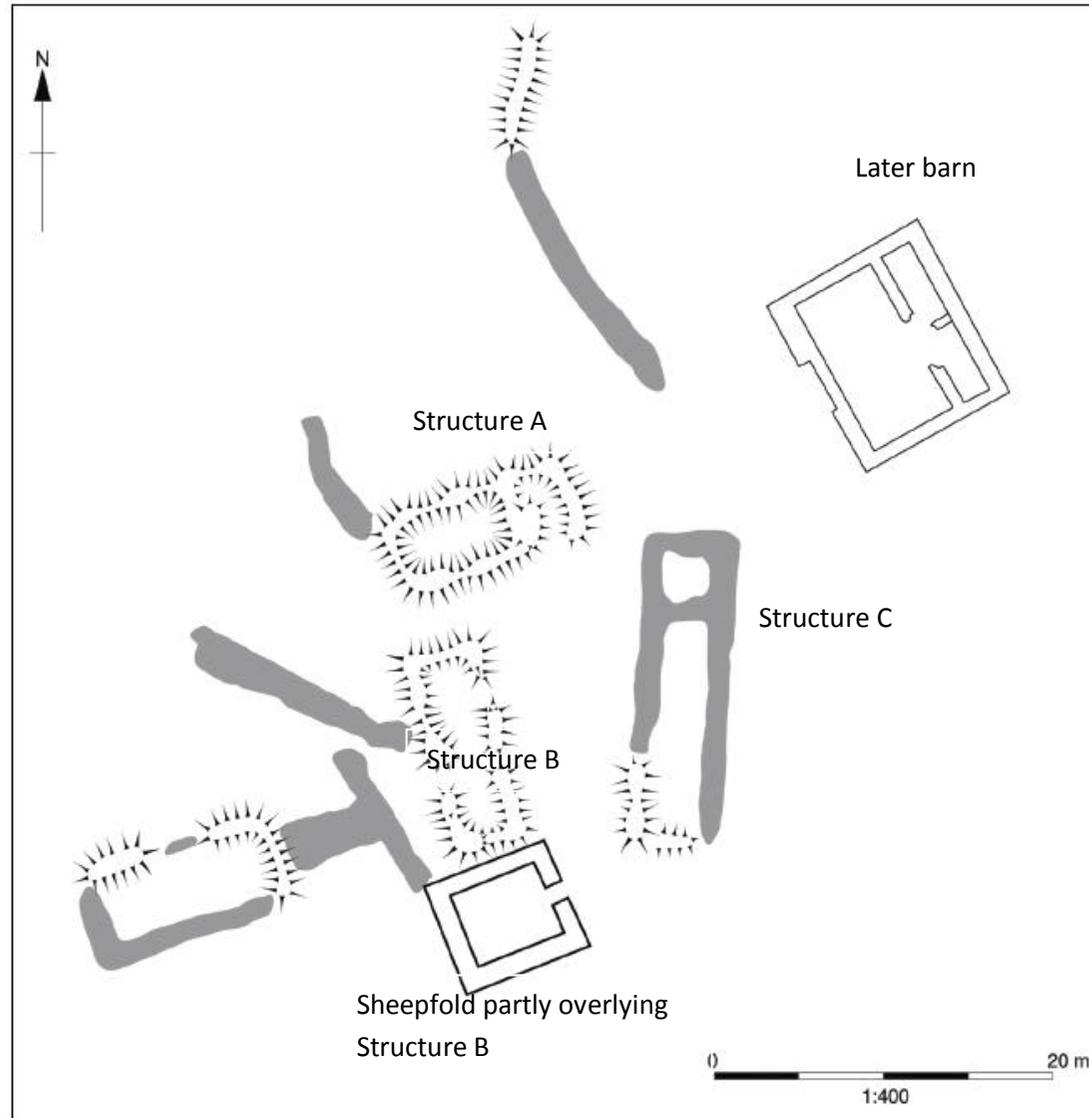 N
Later barn
Structure A
Structure C
Structure B
Sheepfold partly overlying
Structure B
0 20 m
1:400